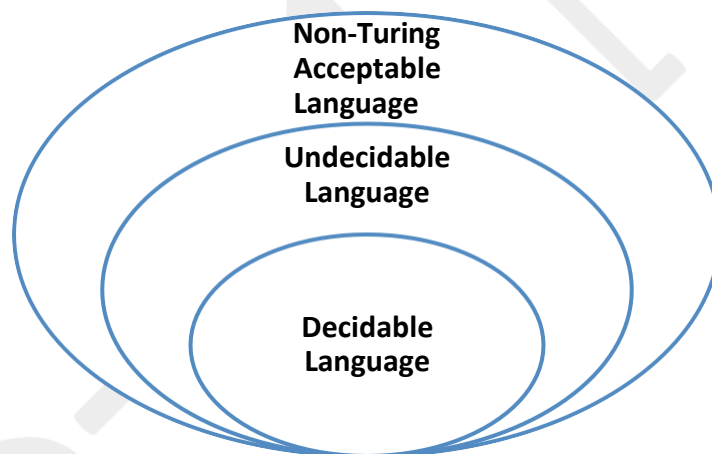 Non-Turing
Acceptable
Language
Undecidable
Language
Decidable
Language